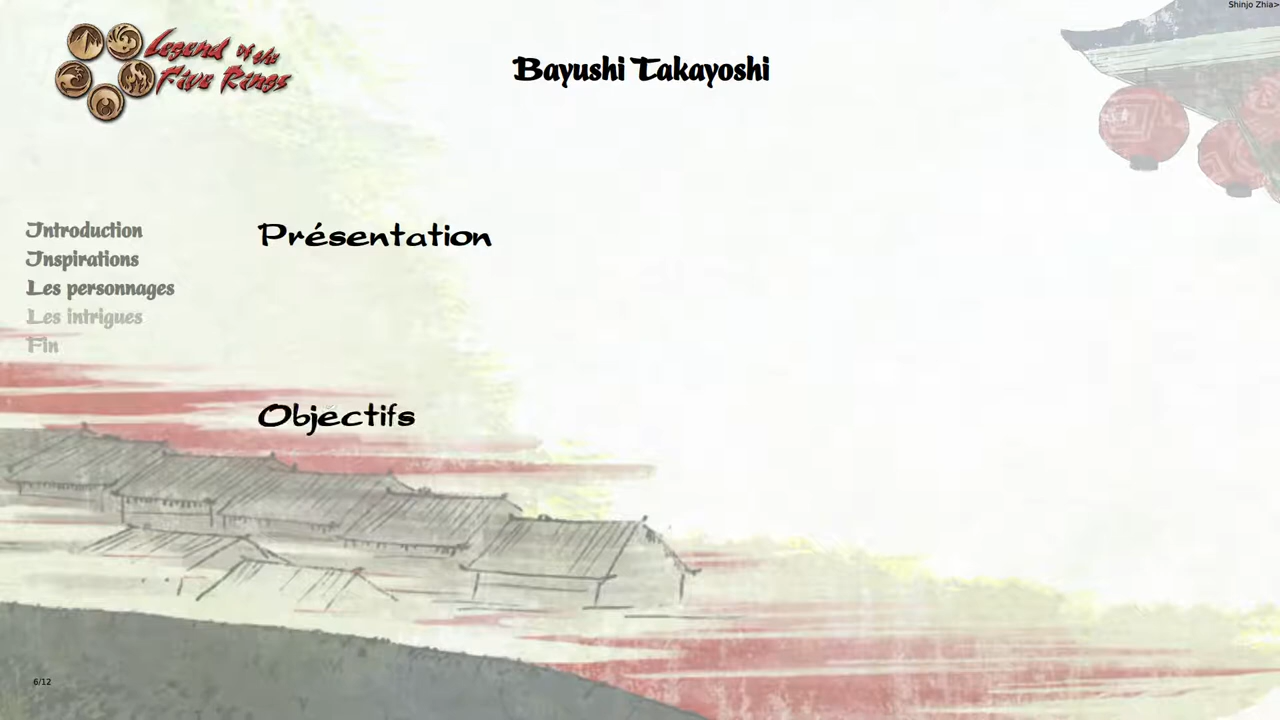 Shinjo Zhia>
Legend of the
Five Rings
Bayushi Takayoshi
Introduction
Inspirations
Les personnages
Les intrigues
Fin
Présentation
Objectifs
6/12